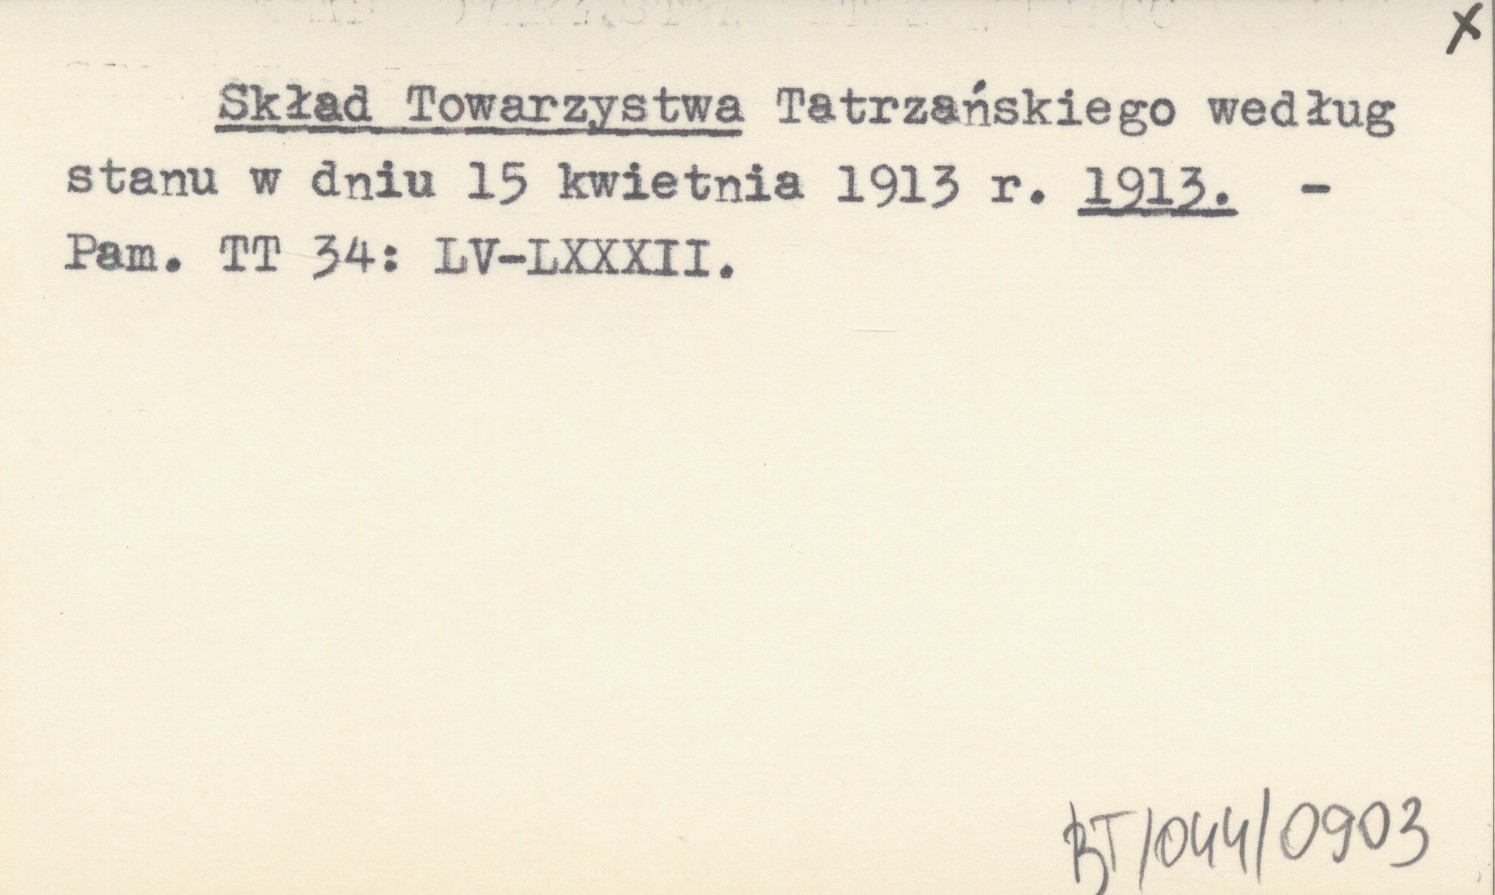 x
Skład Towarzystwa Tatrzańskiego według
stanu w dniu 15 kwietnia 1913 r. 1913. -
Pam. TT 34: LV-LXXXII.
BT/044/0903